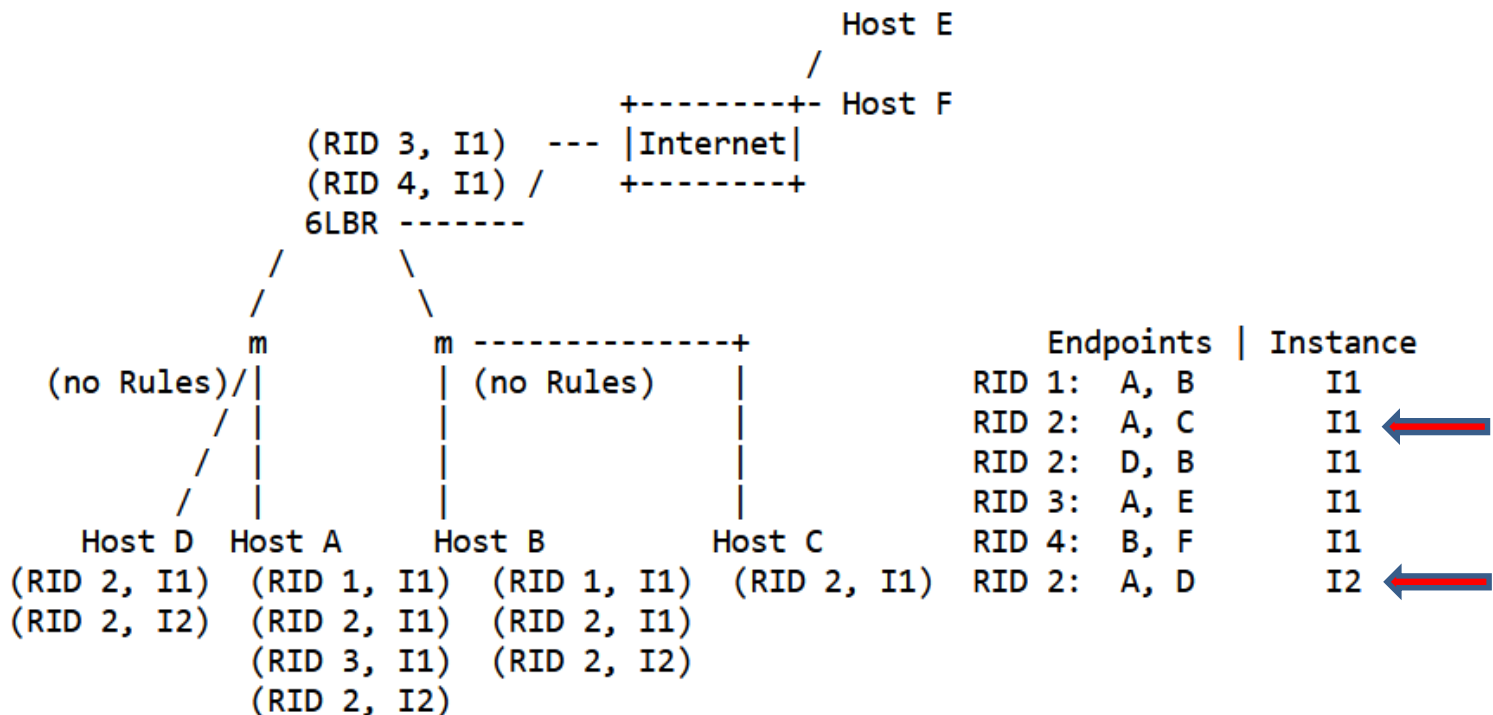 Host E
/
+--------+- Host F
(RID 3, I1)  --- |Internet|
(RID 4, I1) /    +--------+
6LBR -------
/      \
/        \
m        m --------------+      Endpoints | Instance
(no Rules)/|         | (no Rules)    |      RID 1:  A, B      I1
/ |         |               |      RID 2:  A, C      I1
/  |         |               |      RID 2:  D, B      I1
/   |         |               |      RID 3:  A, E      I1
Host D  Host A     Host B         Host C       RID 4:  B, F      I1
(RID 2, I1)  (RID 1, I1)  (RID 1, I1)  (RID 2, I1)  RID 2:  A, D      I2
(RID 2, I2)  (RID 2, I1)  (RID 2, I1)
(RID 3, I1)  (RID 2, I2)
(RID 2, I2)